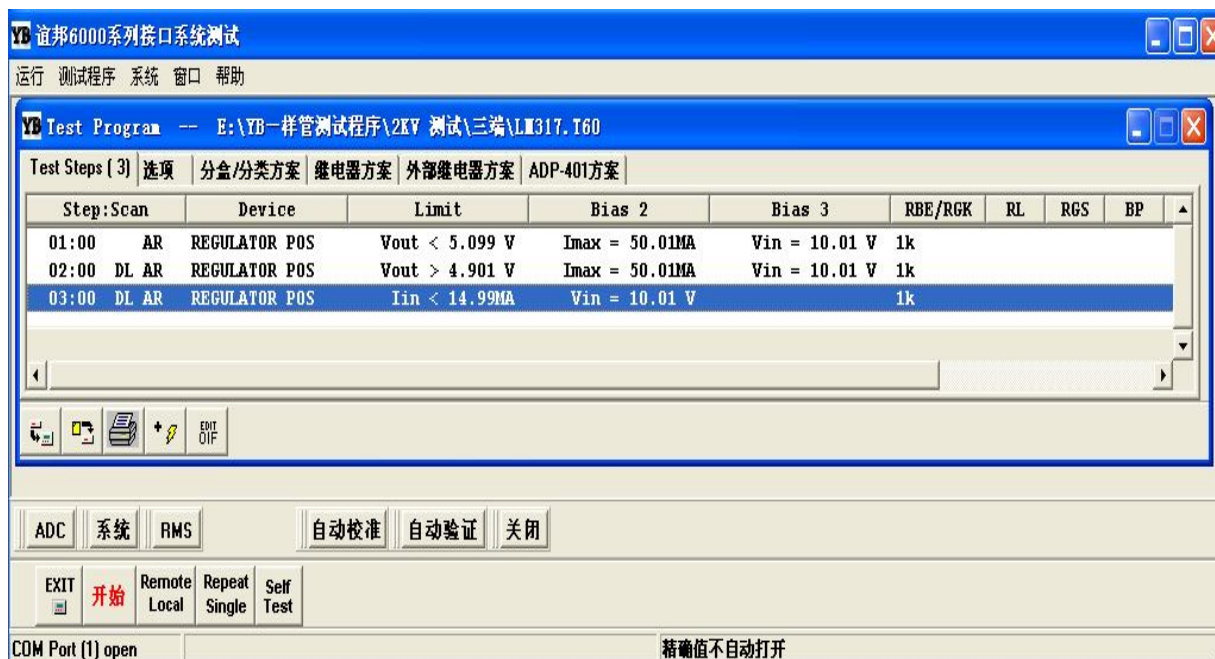 YB 谊邦6000系列接口系统测试
运行 测试程序 系统 窗口 帮助
YB Test Program -- E:\YB一样管测试程序\2KV 测试\三端\LM317.T60
Test Steps ( 3) 选项 分盒/分类方案 继电器方案 外部继电器方案 ADP-401方案
Step:Scan Device Limit Bias 2 Bias 3 RBE/RGK RL RGS BP
01:00 AR REGULATOR POS Vout < 5.099 V Imax = 50.01MA Vin = 10.01 V 1k
02:00 DL AR REGULATOR POS Vout > 4.901 V Imax = 50.01MA Vin = 10.01 V 1k
03:00 DL AR REGULATOR POS Iin < 14.99MA Vin = 10.01 V 1k
EDIT
OIF
ADC 系统 RMS 自动校准 自动验证 关闭
EXIT 开始 Remote Local Repeat Single Self Test
COM Port (1) open 精确值不自动打开